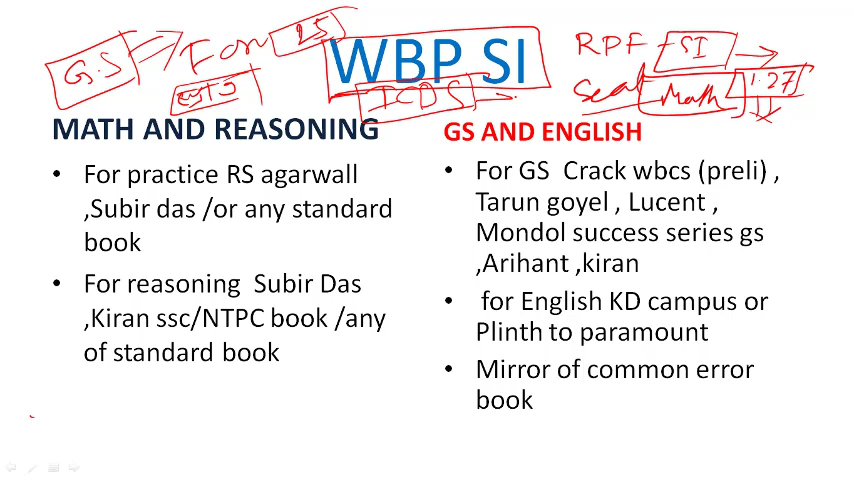 G.S For 25 WBP SI RPF - SI
ICDS Math 1.27
MATH AND REASONING
• For practice RS agarwall
,Subir das /or any standard
book
• For reasoning Subir Das
,Kiran ssc/NTPC book /any
of standard book
GS AND ENGLISH
• For GS Crack wbcs (preli) ,
Tarun goyel , Lucent ,
Mondol success series gs
,Arihant ,kiran
• for English KD campus or
Plinth to paramount
• Mirror of common error
book